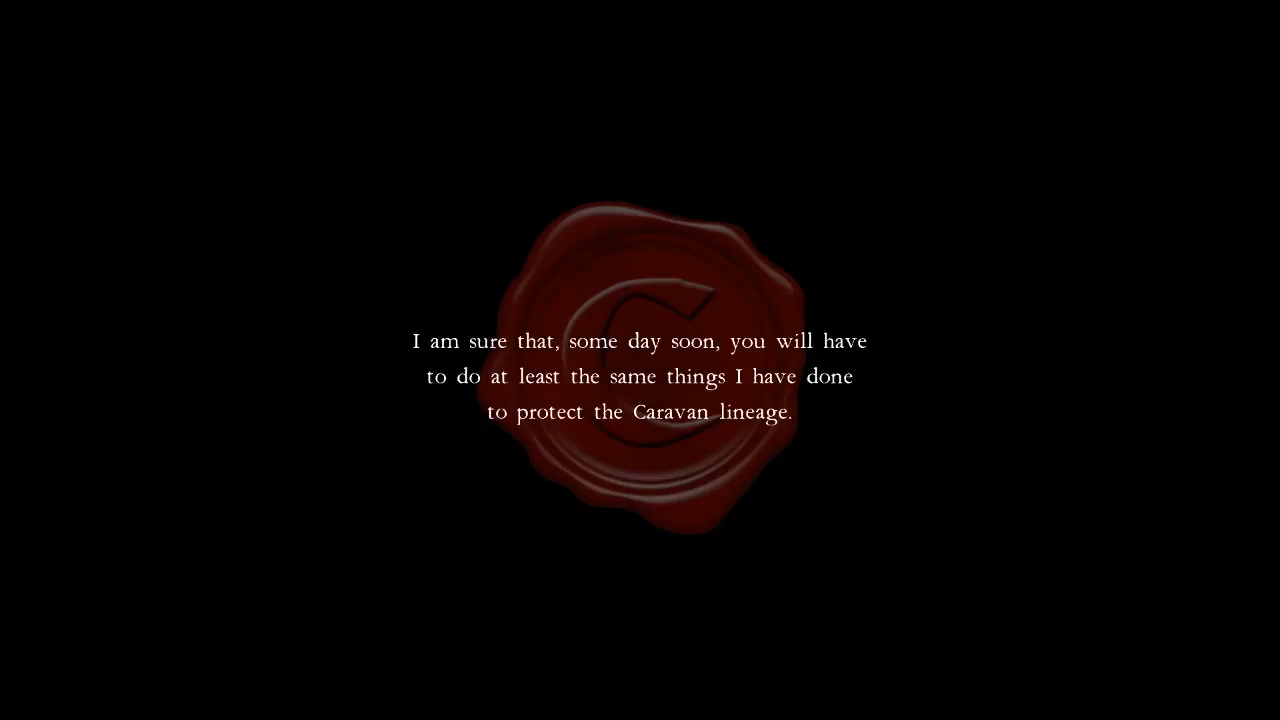 C
I am sure that, some day soon, you will have
to do at least the same things I have done
to protect the Caravan lineage.